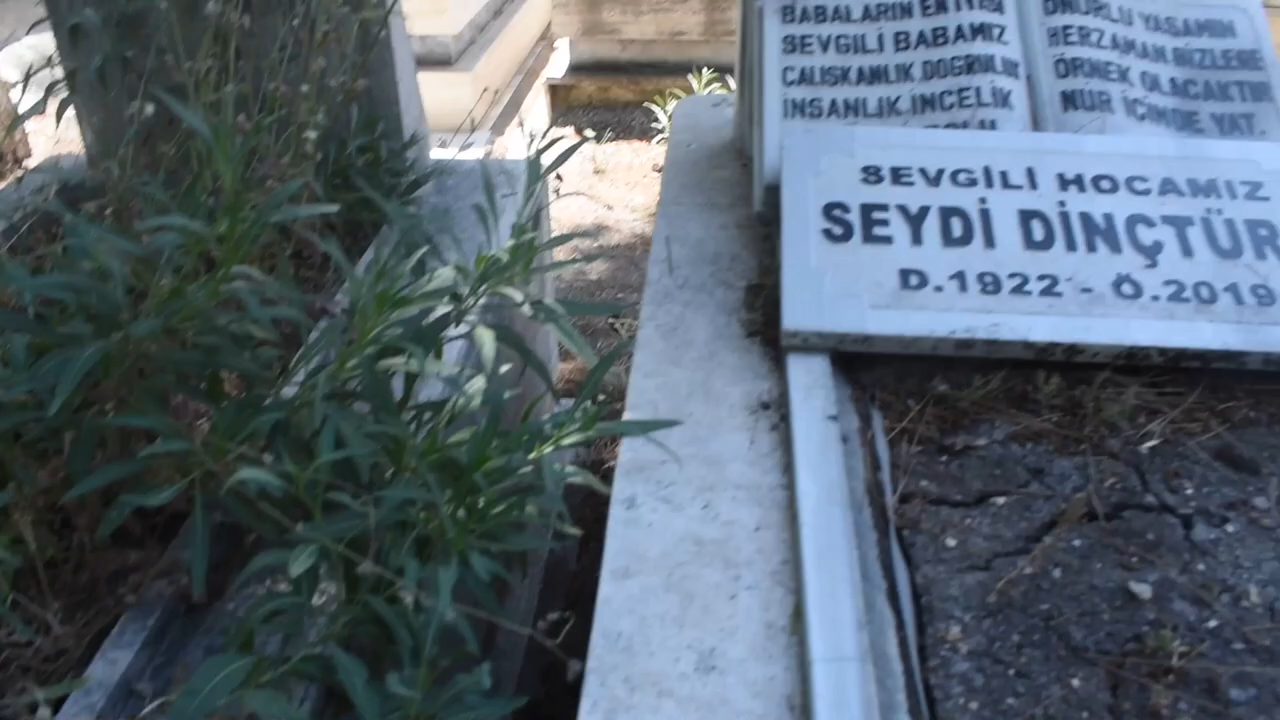 BABALARIN EN İYİSİ
SEVGİLİ BABAMIZ
ÇALIŞKANLIK.DOĞRULUK
İNSANLIK.İNCELİK
ONURLU YAŞAMIN
HERZAMAN BİZLERE
ÖRNEK OLACAKTIR
NUR İÇİMDE YAT.
SEVGİLİ HOCAMIZ
SEYDİ DİNÇTÜR
D.1922 - Ö.2019